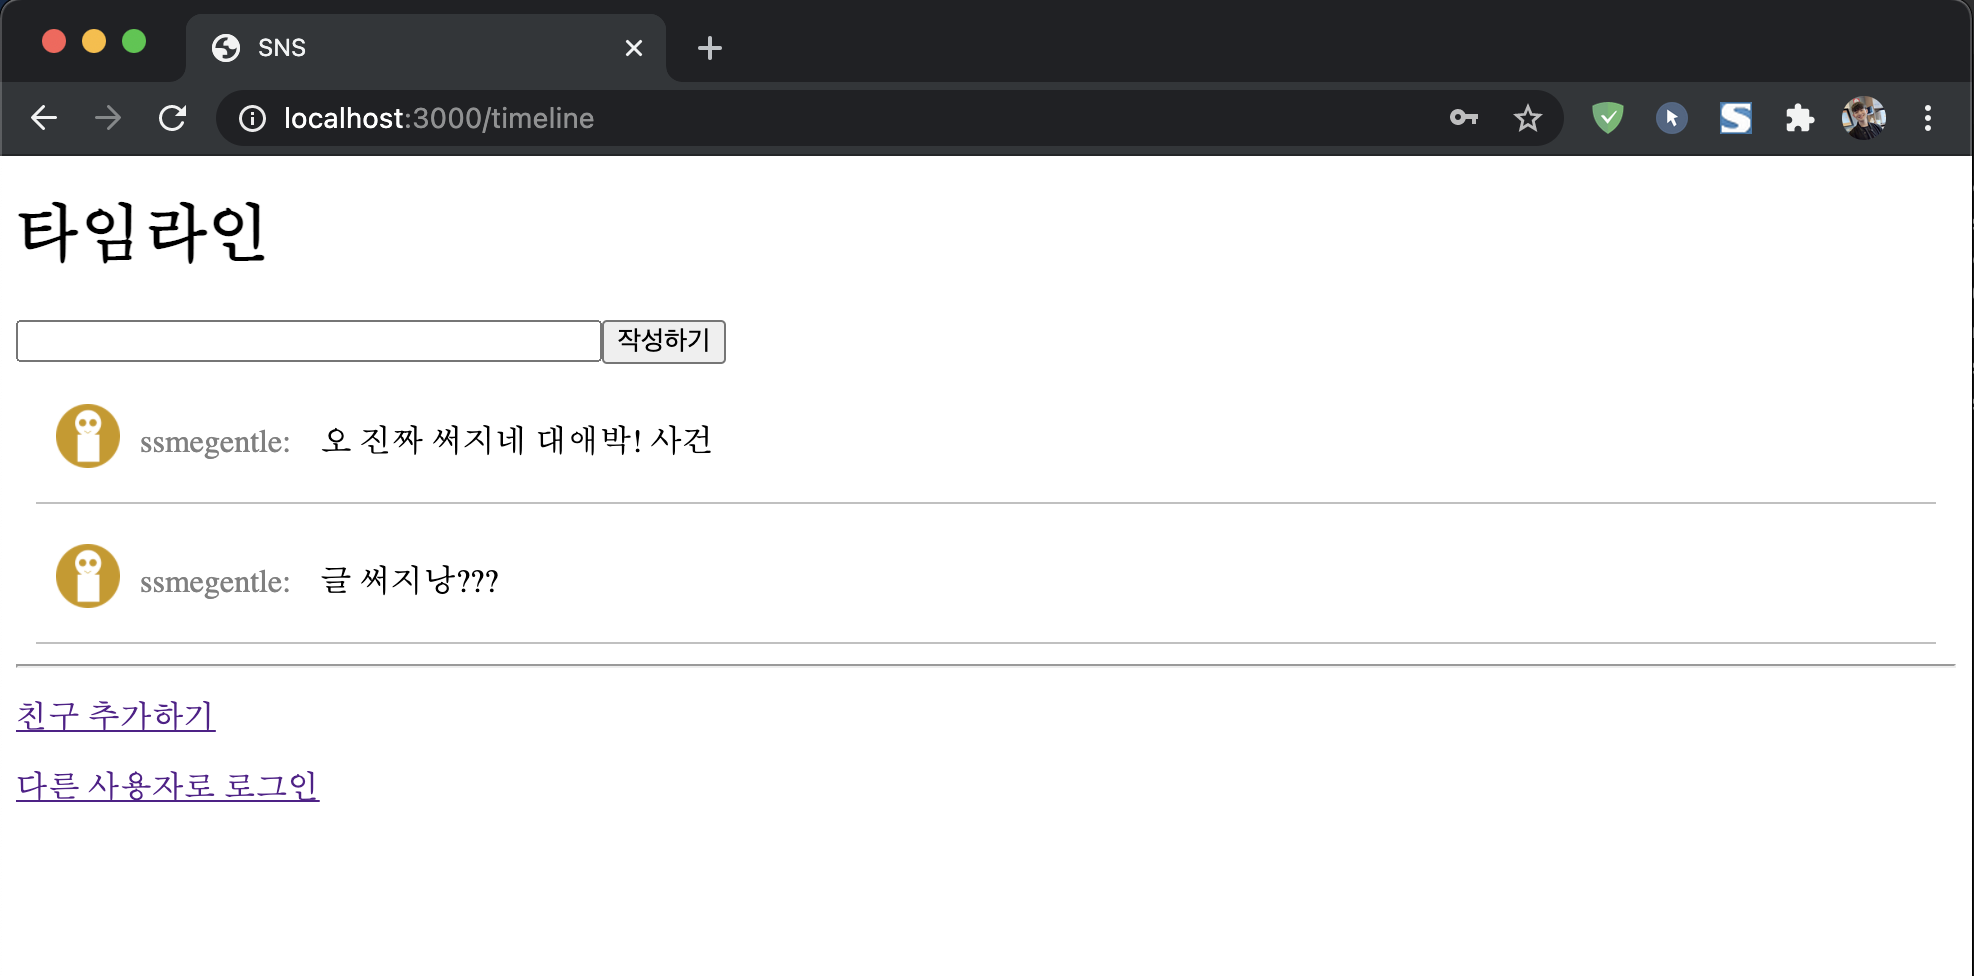 SNS
localhost:3000/timeline
타임라인
작성하기
ssmegentle: 오 진짜 써지네 대애박! 사건
ssmegentle: 글 써지낭???
친구 추가하기
다른 사용자로 로그인